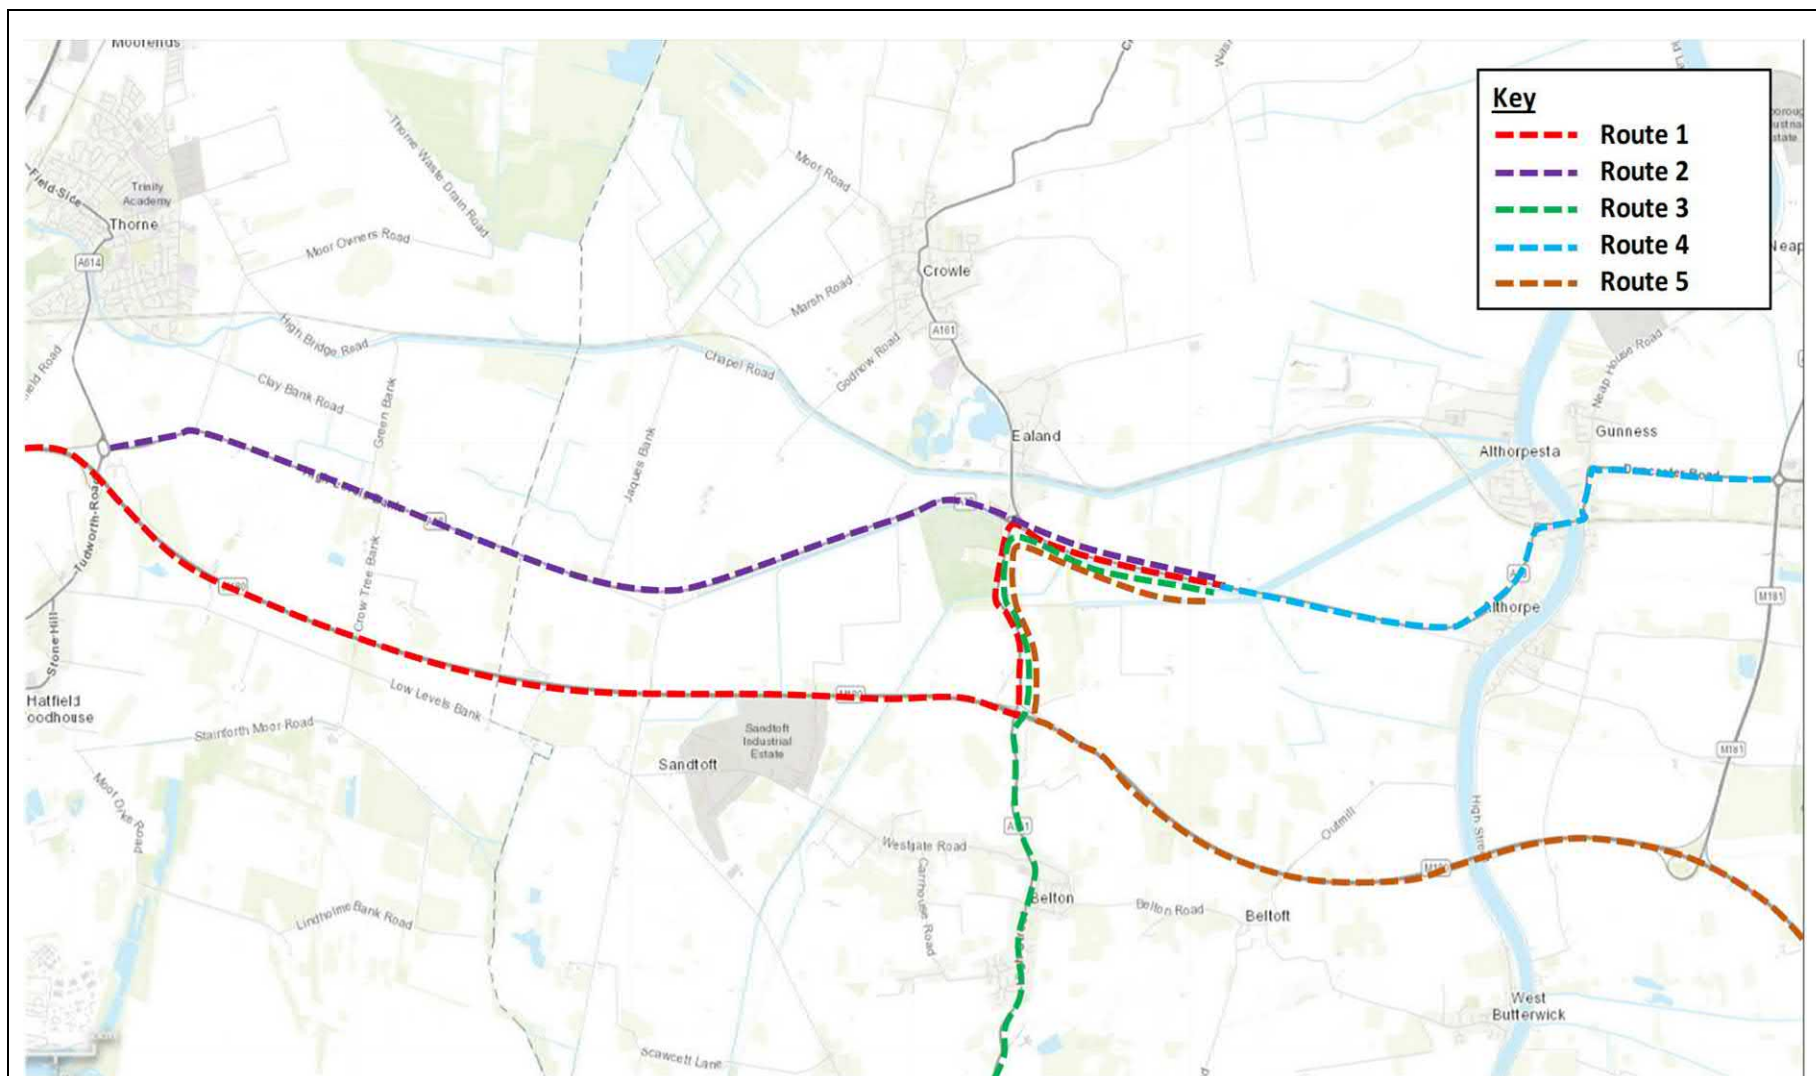 Moorends
Key
Route 1
Route 2
Route 3
Route 4
Route 5
Field-Side
Trinity
Academy
Thorne
A614
Thorne Waste Drain Road
Moor Owners Road
Moor Road
Crowle
Marsh Road
A161
Godnow Road
High Bridge Road
Chapel Road
Clay Bank Road
Green Bank
Jaques Bank
Ealand
Neap House Road
Gunness
Althorpesta
Doncaster Road
Tudworth-Road
Crow Tree Bank
Althorpe
M181
Stone Hill
Hatfield
oodhouse
Low Levels Bank
Stainforth Moor Road
M180
Sandtoft
Industrial
Estate
Sandtoft
M181
Outmill
High Street
Westgate Road
Carrhouse Road
Belton
Belton Road
Beltoft
Lindholme Bank Road
West
Butterwick
Scawcett Lane